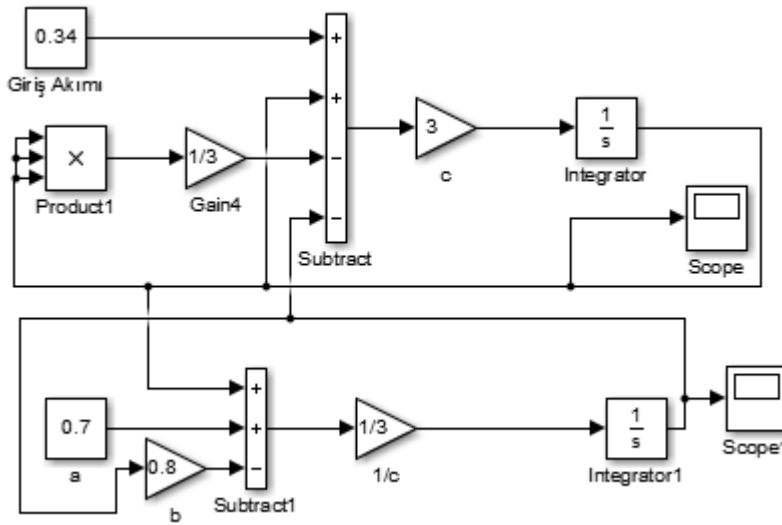 0.34
Giriş Akımı
+
+
−
−
Subtract
×
Product1
1/3
Gain4
3
c
1
s
Integrator
Scope
0.7
a
0.8
b
+
+
−
Subtract1
1/3
1/c
1
s
Integrator1
Scope1